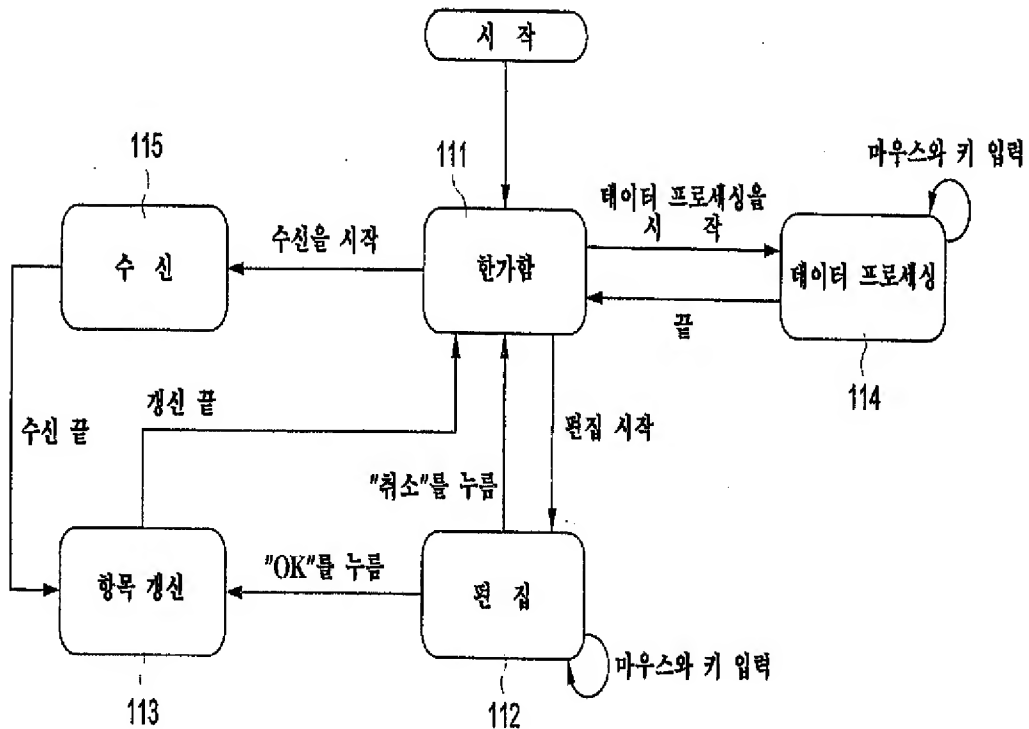 시 작
115
111
마우스와 키 입력
데이터 프로세싱을
시 작
수신을 시작
수 신
한가함
데이터 프로세싱
끝
114
갱신 끝
수신 끝
편집 시작
"취소"를 누름
"OK"를 누름
항목 갱신
편 집
마우스와 키 입력
113
112